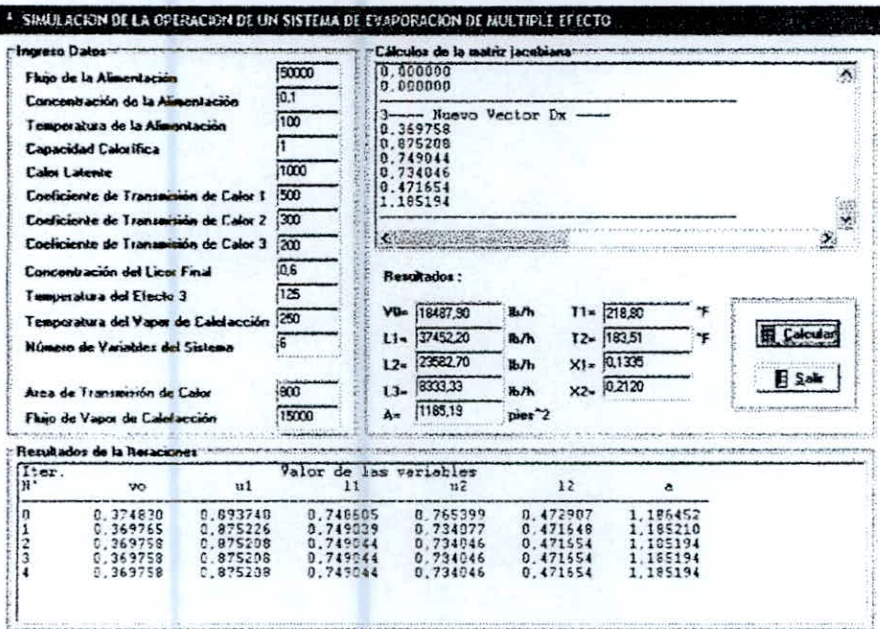 SIMULACION DE LA OPERACION DE UN SISTEMA DE EVAPORACION DE MULTIPLE EFECTO
Ingreso Datos
Flujo de la Alimentación 50000
Concentración de la Alimentación 0,1
Temperatura de la Alimentación 100
Capacidad Calorífica 1
Calor Latente 1000
Coeficiente de Transmisión de Calor 1 500
Coeficiente de Transmisión de Calor 2 300
Coeficiente de Transmisión de Calor 3 200
Concentración del Licor Final 0,6
Temperatura del Efecto 3 125
Temperatura del Vapor de Calefacción 250
Número de Variables del Sistema 6
Area de Transmisión de Calor 800
Flujo de Vapor de Calefacción 15000
Cálculos de la matriz jacobiana
0,000000
0.000000
3---- Nuevo Vector Dx ----
0.369758
0,875208
0,749044
0,734046
0.471654
1.185194
Resultados :
V0= 18487,90 lb/h T1= 218,80 °F
L1= 37452,20 lb/h T2= 183,51 °F
L2= 23582,70 lb/h X1= 0,1335
L3= 8333,33 lb/h X2= 0,2120
A= 1185,19 pies^2
Calcular
Salir
Resultados de la Iteraciones
Iter. Valor de las variables
N° vo u1 l1 u2 l2 a
0 0.374830 0.893740 0.748605 0.765399 0.472907 1.186452
1 0.369765 0.875226 0.749039 0.734077 0.471648 1.185210
2 0.369758 0.875208 0.749044 0.734046 0.471654 1.185194
3 0.369758 0.875208 0.749044 0.734046 0.471654 1.185194
4 0.369758 0.875208 0.749044 0.734046 0.471654 1.185194